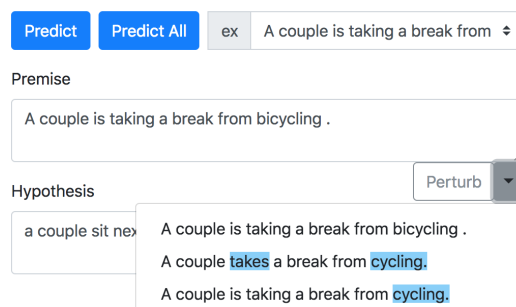 Predict Predict All ex A couple is taking a break from
Premise
A couple is taking a break from bicycling .
Perturb
Hypothesis
a couple sit nex
A couple is taking a break from bicycling .
A couple takes a break from cycling.
A couple is taking a break from cycling.